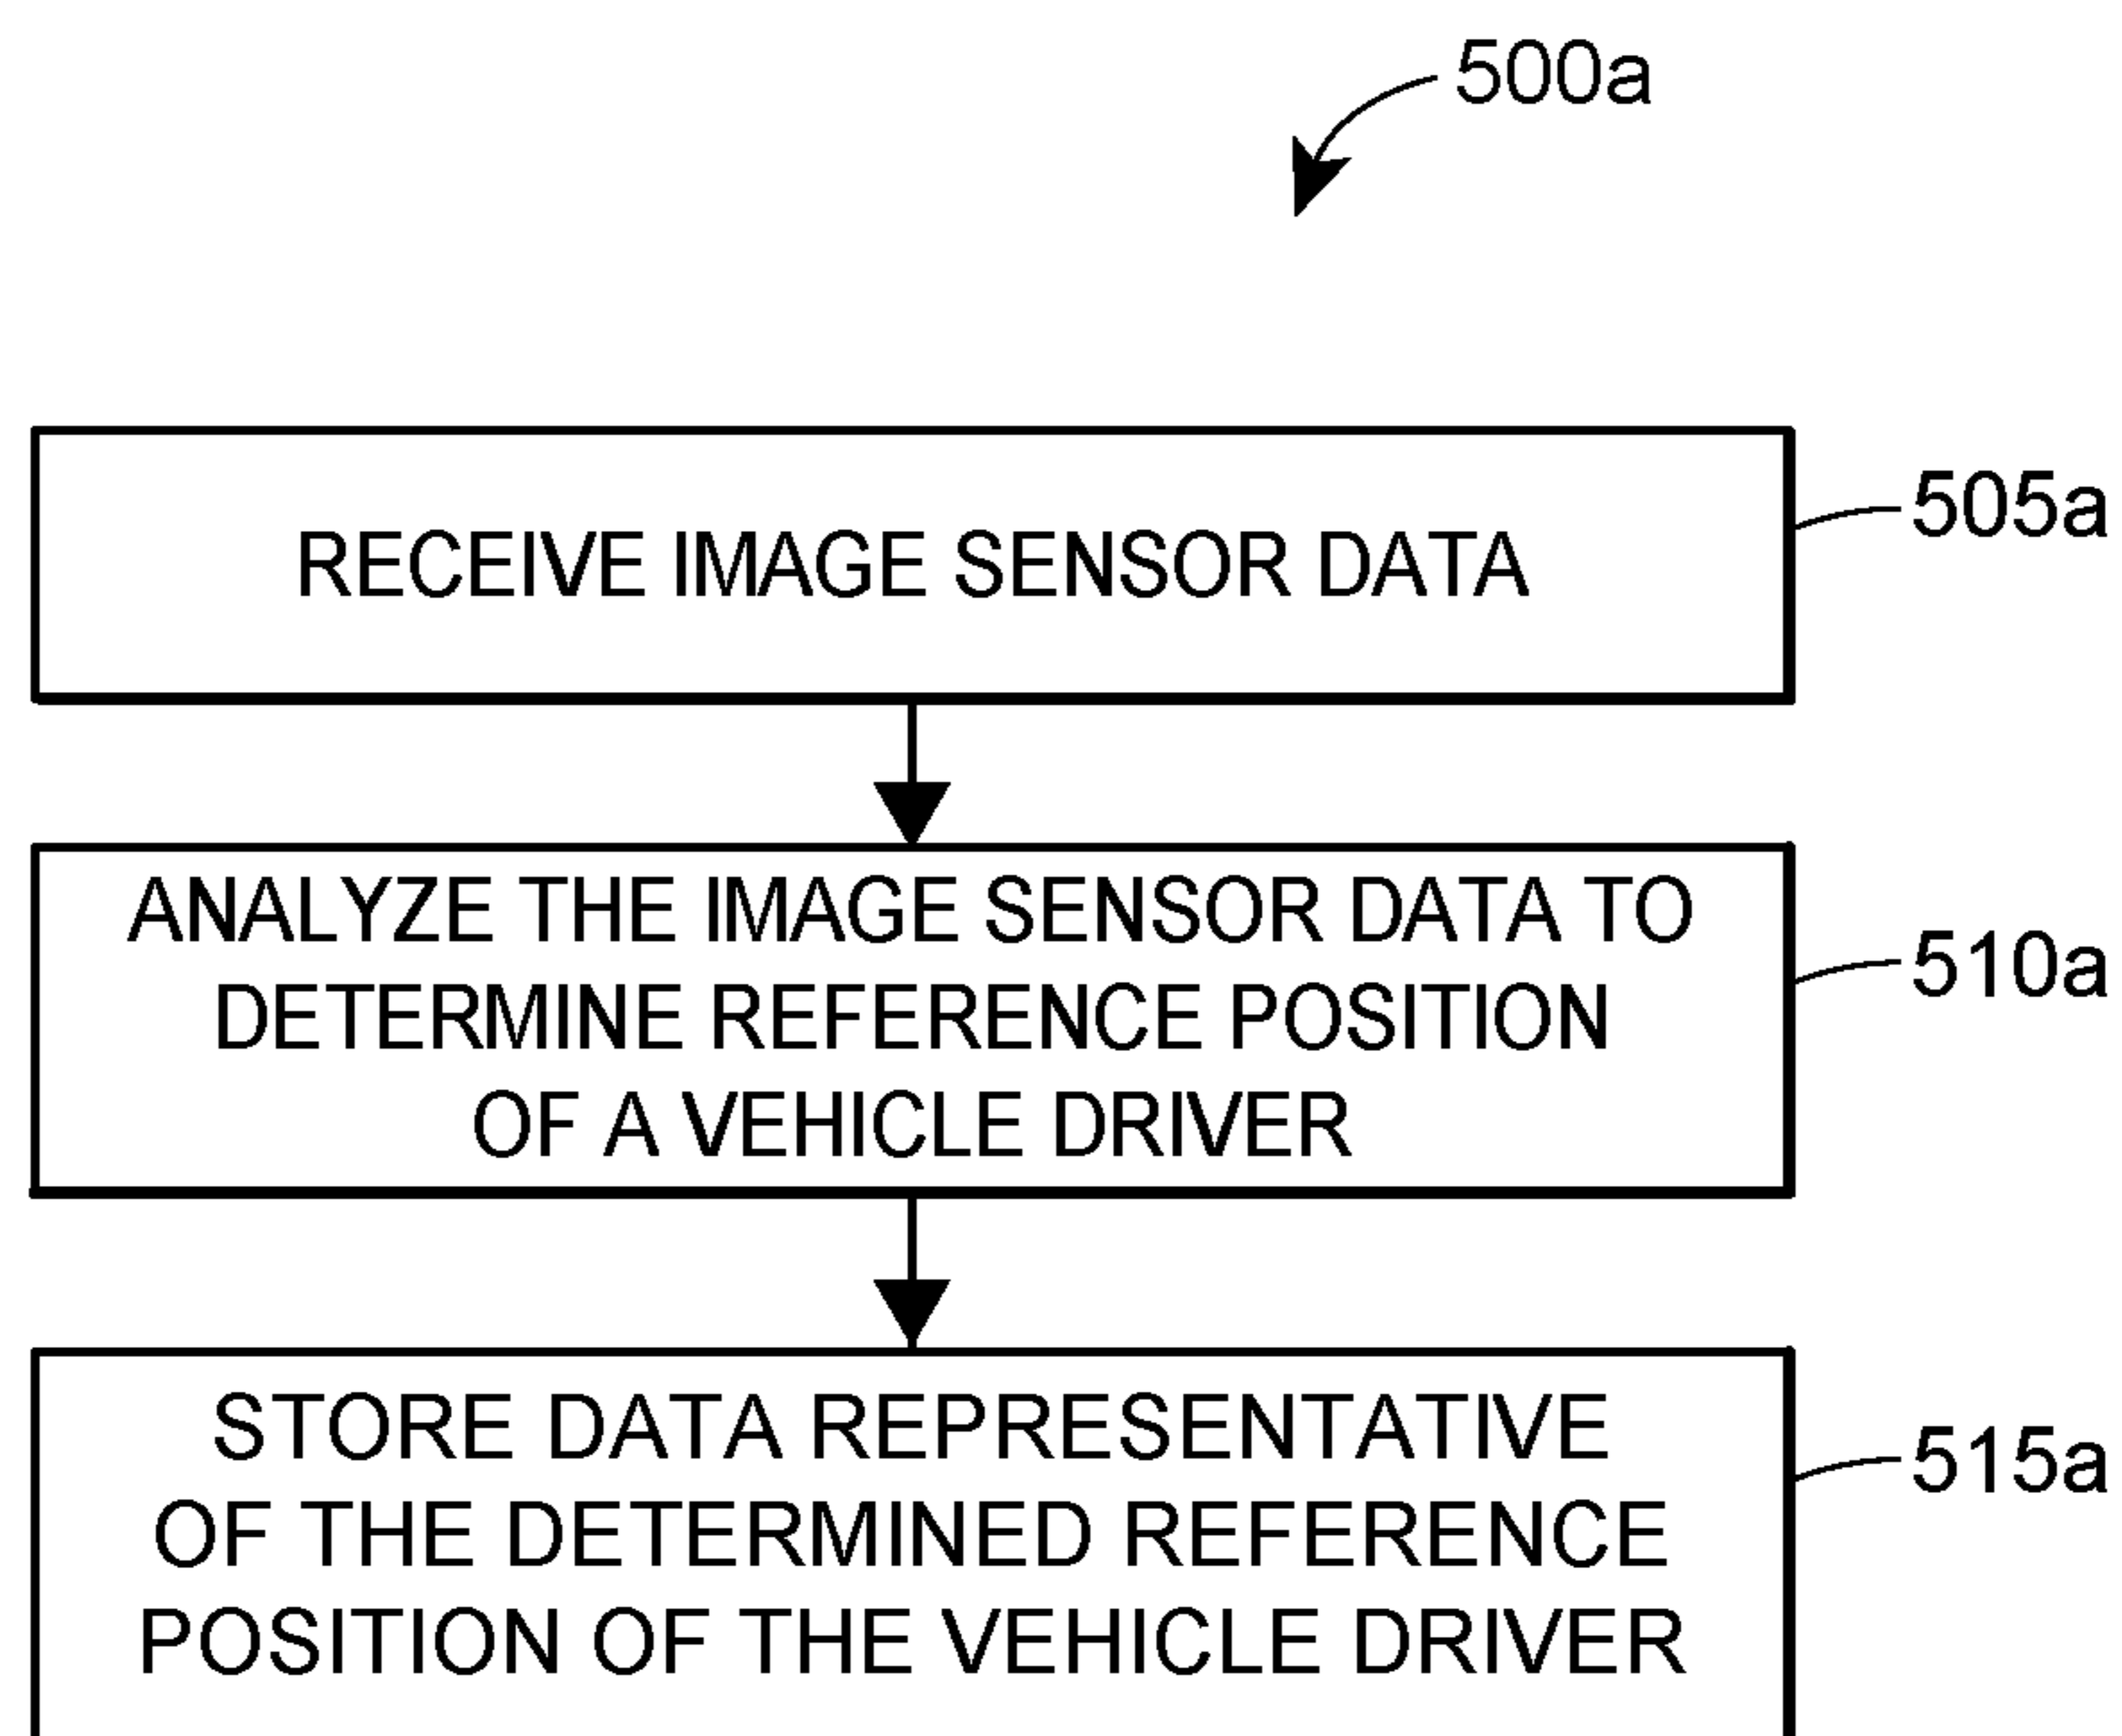 500a
RECEIVE IMAGE SENSOR DATA
505a
ANALYZE THE IMAGE SENSOR DATA TO
DETERMINE REFERENCE POSITION
OF A VEHICLE DRIVER
510a
STORE DATA REPRESENTATIVE
OF THE DETERMINED REFERENCE
POSITION OF THE VEHICLE DRIVER
515a